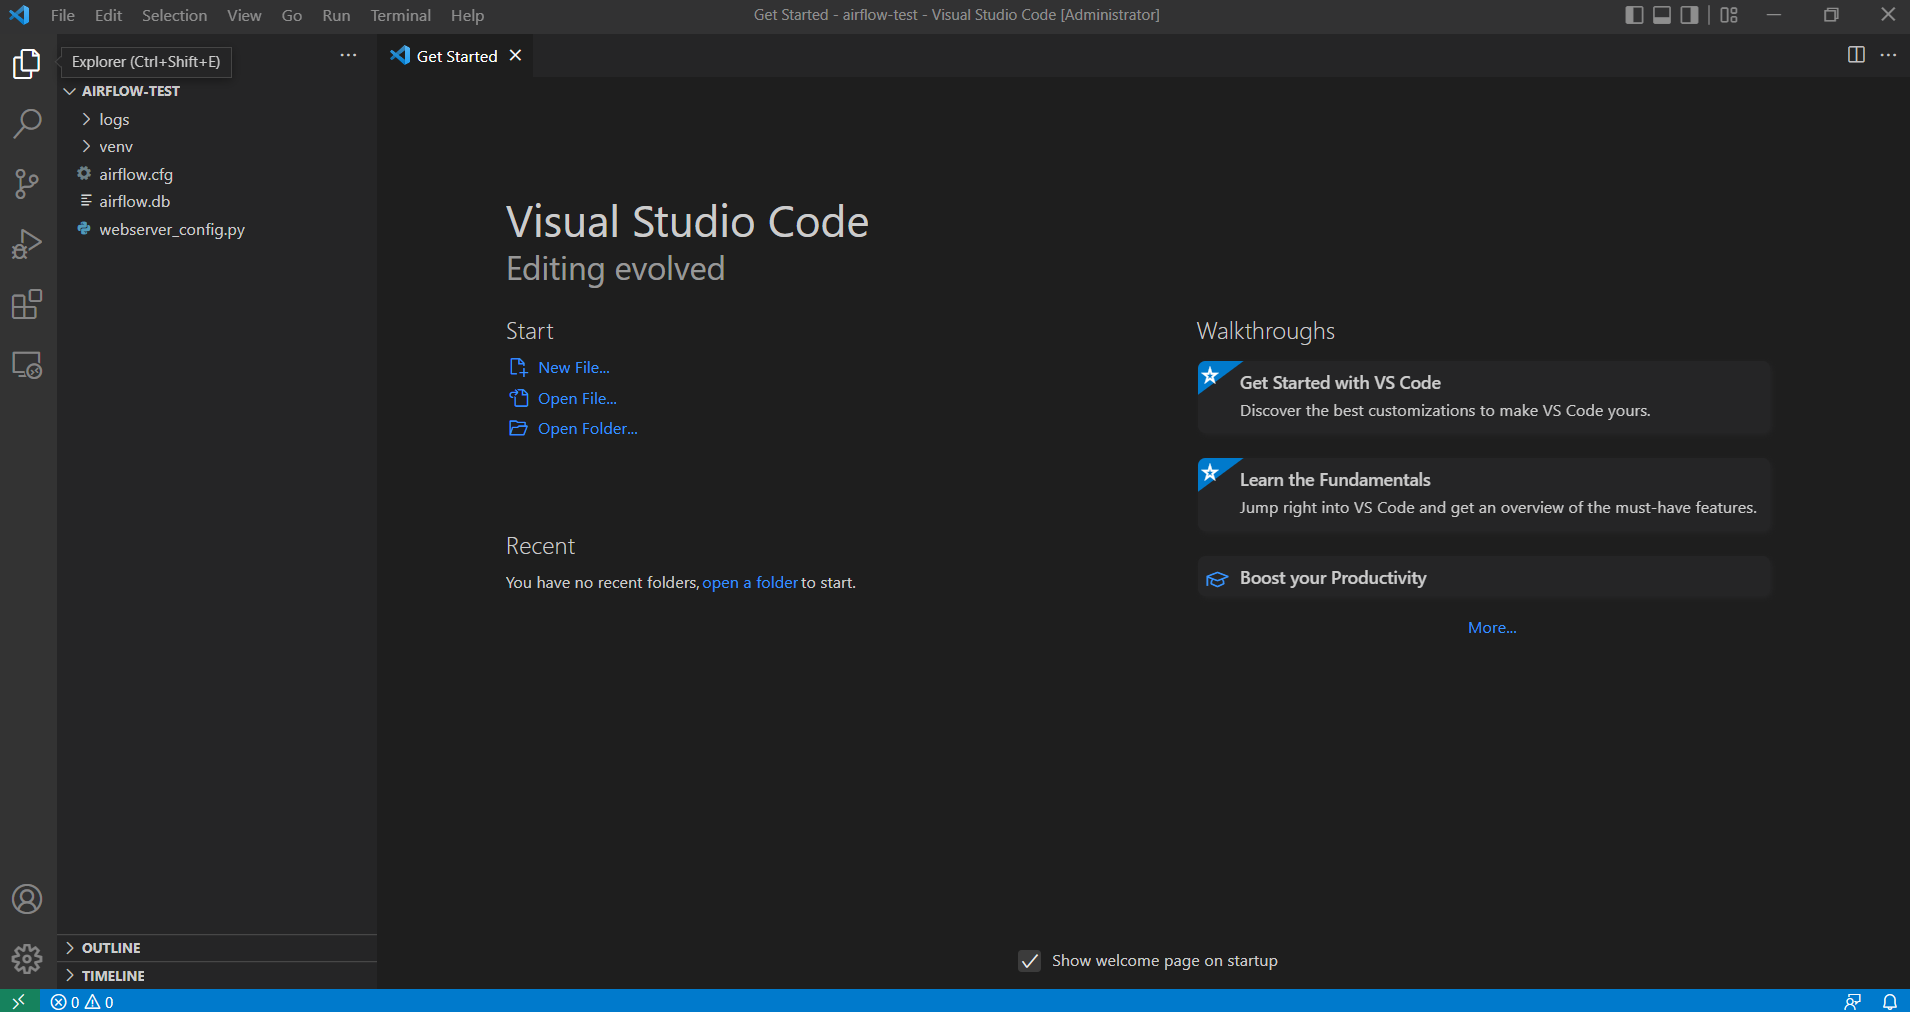 File Edit Selection View Go Run Terminal Help
Get Started - airflow-test - Visual Studio Code [Administrator]
Explorer (Ctrl+Shift+E)
AIRFLOW-TEST
logs
venv
airflow.cfg
airflow.db
webserver_config.py
OUTLINE
TIMELINE
Get Started
Visual Studio Code
Editing evolved
Start
New File...
Open File...
Open Folder...
Recent
You have no recent folders, open a folder to start.
Walkthroughs
Get Started with VS Code
Discover the best customizations to make VS Code yours.
Learn the Fundamentals
Jump right into VS Code and get an overview of the must-have features.
Boost your Productivity
More...
Show welcome page on startup
0 0